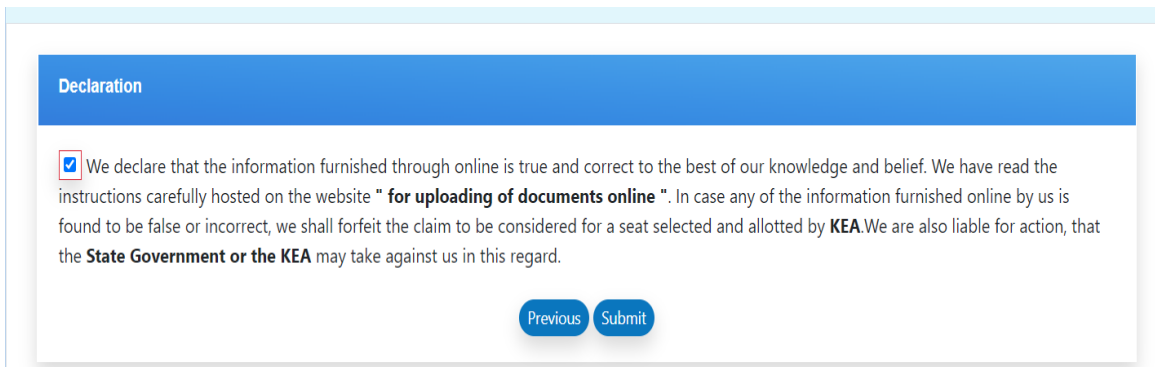 Declaration
We declare that the information furnished through online is true and correct to the best of our knowledge and belief. We have read the
instructions carefully hosted on the website " for uploading of documents online ". In case any of the information furnished online by us is
found to be false or incorrect, we shall forfeit the claim to be considered for a seat selected and allotted by KEA.We are also liable for action, that
the State Government or the KEA may take against us in this regard.
Previous Submit